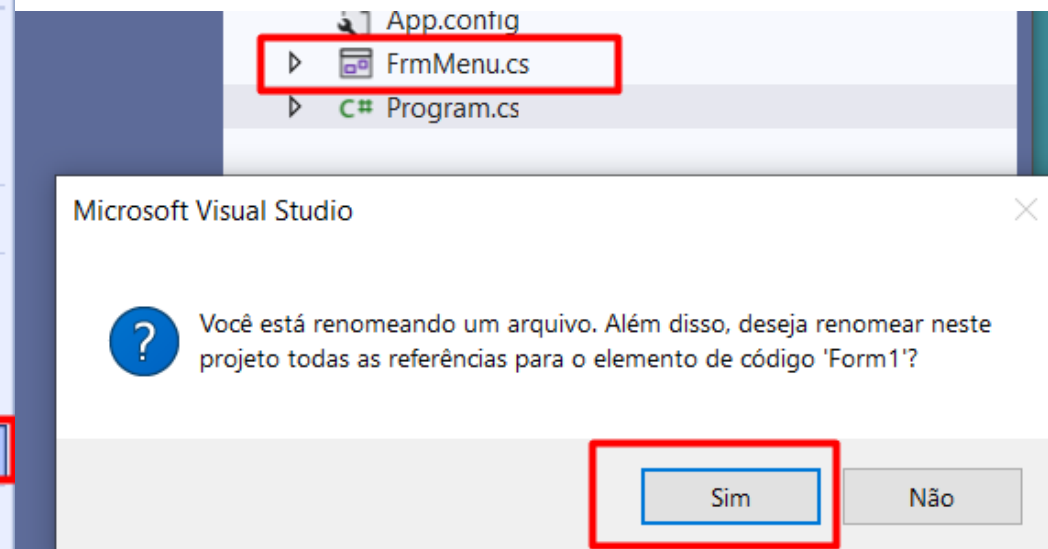 App.config
FrmMenu.cs
C# Program.cs
Microsoft Visual Studio
?
Você está renomeando um arquivo. Além disso, deseja renomear neste
projeto todas as referências para o elemento de código 'Form1'?
Sim
Não